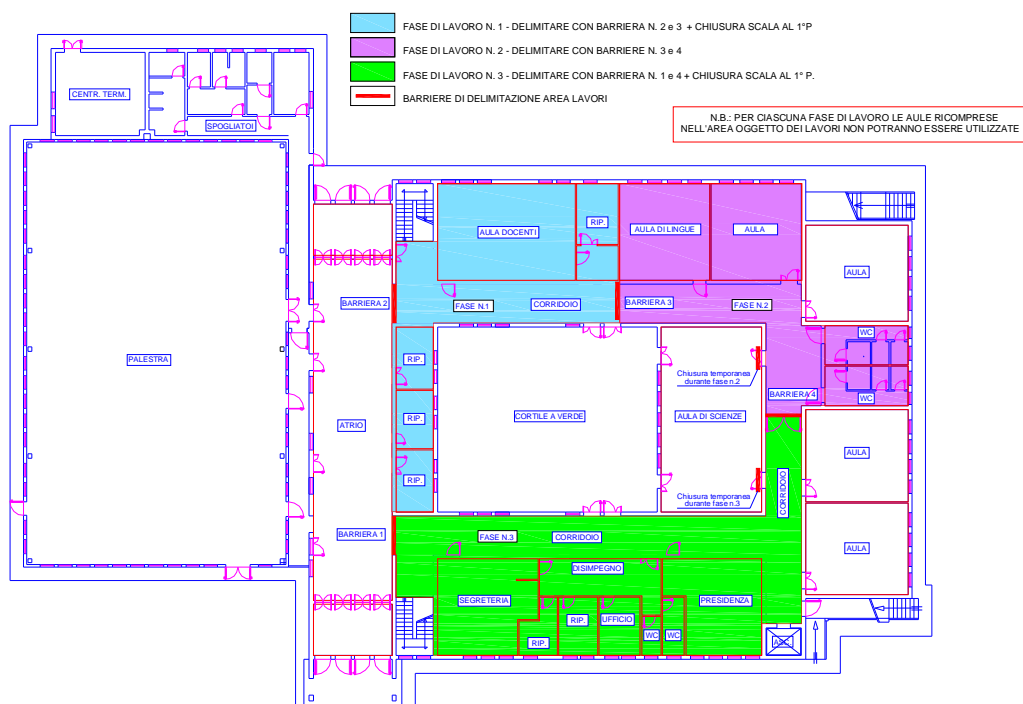 FASE DI LAVORO N. 1 - DELIMITARE CON BARRIERA N. 2 e 3 + CHIUSURA SCALA AL 1°P
FASE DI LAVORO N. 2 - DELIMITARE CON BARRIERE N. 3 e 4
FASE DI LAVORO N. 3 - DELIMITARE CON BARRIERA N. 1 e 4 + CHIUSURA SCALA AL 1° P.
BARRIERE DI DELIMITAZIONE AREA LAVORI
N.B.: PER CIASCUNA FASE DI LAVORO LE AULE RICOMPRESE
NELL'AREA OGGETTO DEI LAVORI NON POTRANNO ESSERE UTILIZZATE
CENTR. TERM.
SPOGLIATOI
AULA DOCENTI
RIP.
AULA DI LINGUE
AULA
AULA
BARRIERA 2
FASE N.1
CORRIDOIO
BARRIERA 3
FASE N.2
WC
PALESTRA
RIP.
Chiusura temporanea
durante fase n.2
BARRIERA 4
WC
RIP.
CORTILE A VERDE
AULA DI SCIENZE
ATRIO
AULA
RIP.
CORRIDOIO
Chiusura temporanea
durante fase n.3
BARRIERA 1
FASE N.3
CORRIDOIO
AULA
DISIMPEGNO
SEGRETERIA
PRESIDENZA
RIP.
UFFICIO
RIP.
WC
WC
ASC.